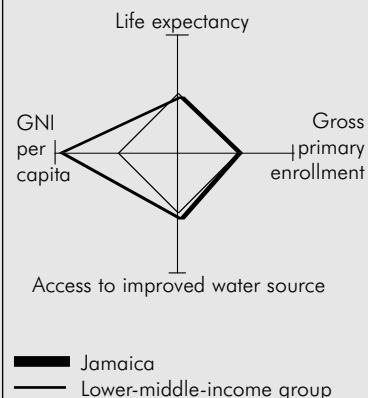 Life expectancy
GNI
per
capita
Gross
primary
enrollment
Access to improved water source
Jamaica
Lower-middle-income group